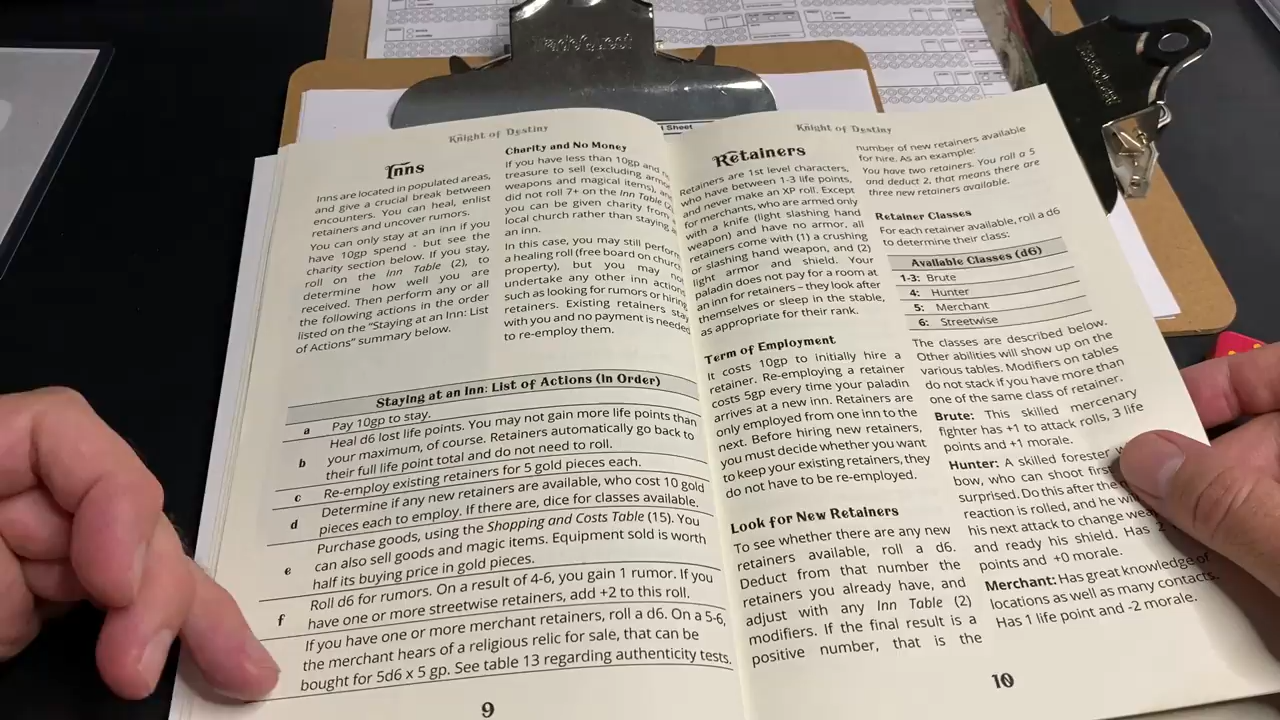 Knight of Destiny
Inns
Inns are located in populated areas,
and give a crucial break between
encounters. You can heal, enlist
retainers and uncover rumors.
You can only stay at an inn if you
have 10gp spend - but see the
charity section below. If you stay,
roll on the Inn Table (2), to
determine how well you are
received. Then perform any or all
the following actions in the order
listed on the "Staying at an Inn: List
of Actions" summary below.
Charity and No Money
If you have less than 10gp and
treasure to sell (excluding
weapons and magical items),
did not roll 7+ on the Inn Table
you can be given charity from
local church rather than staying
an inn.
In this case, you may still perform
a healing roll (free board on church
property), but you may not
undertake any other inn actions
such as looking for rumors or hiring
retainers. Existing retainers stay
with you and no payment is needed
to re-employ them.
Staying at an Inn: List of Actions (In Order)
a Pay 10gp to stay.
b Heal d6 lost life points. You may not gain more life points than
your maximum, of course. Retainers automatically go back to
their full life point total and do not need to roll.
c Re-employ existing retainers for 5 gold pieces each.
d Determine if any new retainers are available, who cost 10 gold
pieces each to employ. If there are, dice for classes available.
e Purchase goods, using the Shopping and Costs Table (15). You
can also sell goods and magic items. Equipment sold is worth
half its buying price in gold pieces.
f Roll d6 for rumors. On a result of 4-6, you gain 1 rumor. If you
have one or more streetwise retainers, add +2 to this roll.
If you have one or more merchant retainers, roll a d6. On a 5-6,
the merchant hears of a religious relic for sale, that can be
bought for 5d6 x 5 gp. See table 13 regarding authenticity tests.
9
Sheet
Knight of Destiny
Retainers
Retainers are 1st level characters,
who have between 1-3 life points,
and never make an XP roll. Except
for merchants, who are armed only
with a knife (light slashing hand
weapon) and have no armor, all
retainers come with (1) a crushing
or slashing hand weapon, and (2)
light armor and shield. Your
paladin does not pay for a room at
an inn for retainers – they look after
themselves or sleep in the stable,
as appropriate for their rank.
Term of Employment
It costs 10gp to initially hire a
retainer. Re-employing a retainer
costs 5gp every time your paladin
arrives at a new inn. Retainers are
only employed from one inn to the
next. Before hiring new retainers,
you must decide whether you want
to keep your existing retainers, they
do not have to be re-employed.
Look for New Retainers
To see whether there are any new
retainers available, roll a d6.
Deduct from that number the
retainers you already have, and
adjust with any Inn Table (2)
modifiers. If the final result is a
positive number, that is the
number of new retainers available
for hire. As an example:
You have two retainers. You roll a 5
and deduct 2, that means there are
three new retainers available.
Retainer Classes
For each retainer available, roll a d6
to determine their class:
Available Classes (d6)
1-3: Brute
4: Hunter
5: Merchant
6: Streetwise
The classes are described below.
Other abilities will show up on the
various tables. Modifiers on tables
do not stack if you have more than
one of the same class of retainer.
Brute: This skilled mercenary
fighter has +1 to attack rolls, 3 life
points and +1 morale.
Hunter: A skilled forester
bow, who can shoot first
surprised. Do this after the
reaction is rolled, and he will
his next attack to change
and ready his shield. Has
points and +0 morale.
Merchant: Has great knowledge of
locations as well as many contacts.
Has 1 life point and -2 morale.
10